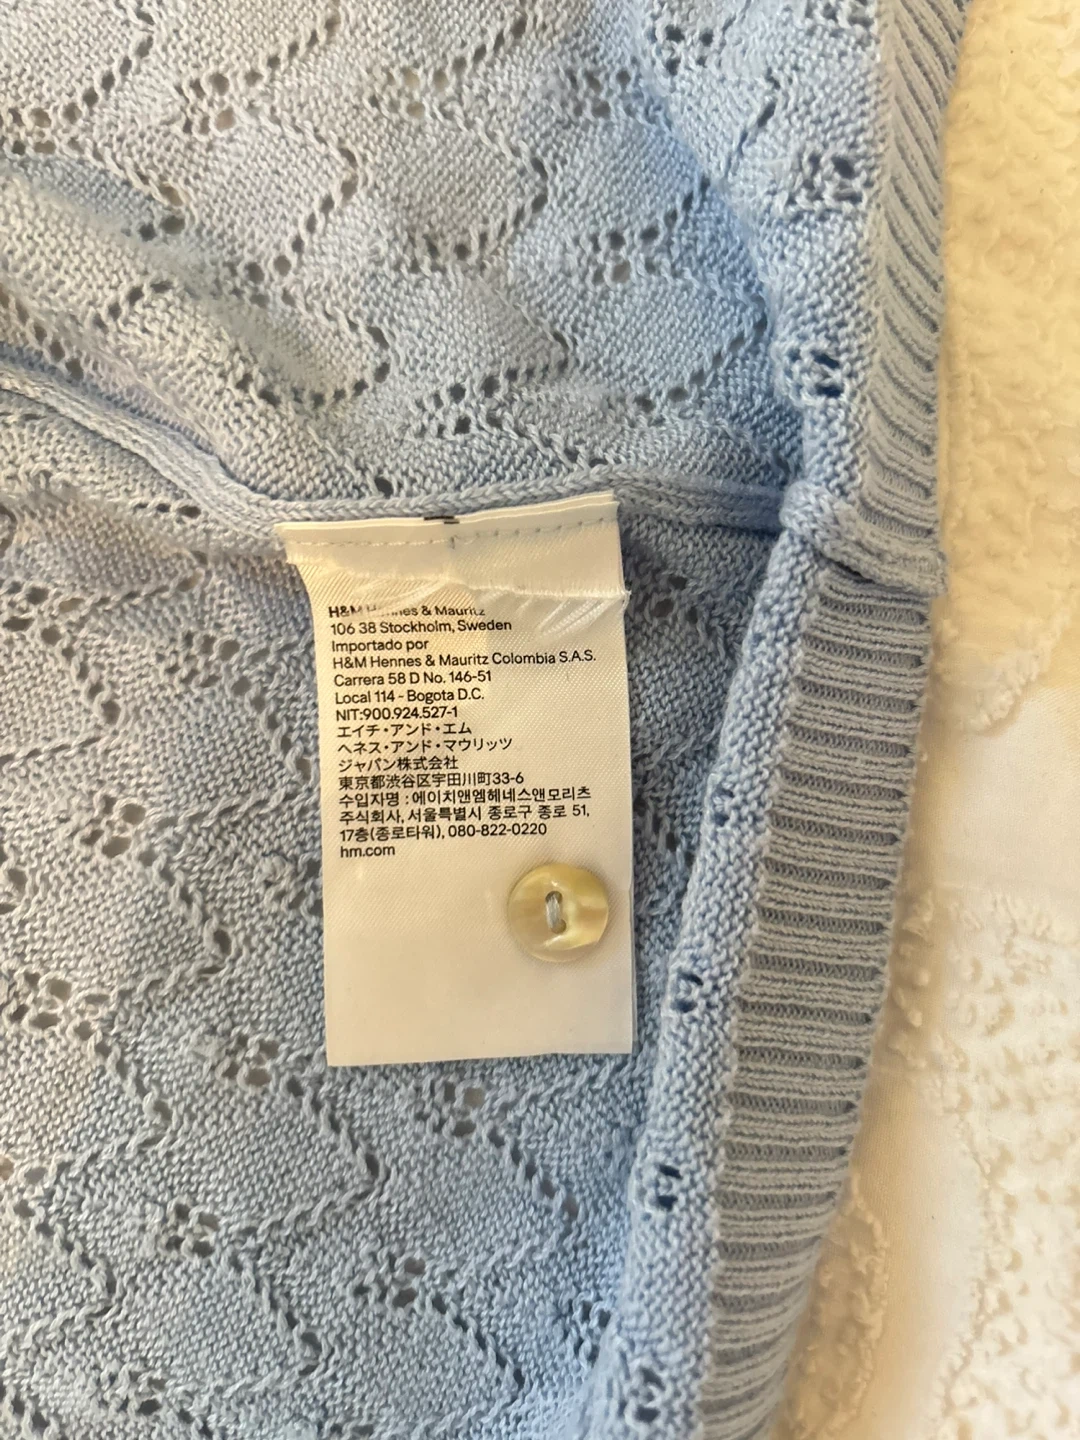 H&M Hennes & Mauritz
106 38 Stockholm, Sweden
Importado por
H&M Hennes & Mauritz Colombia S.A.S.
Carrera 58 D No. 146-51
Local 114 - Bogota D.C.
NIT:900.924.527-1
エイチ・アンド・エム
ヘネス・アンド・マウリッツ
ジャパン株式会社
東京都渋谷区宇田川町33-6
수입자명 : 에이치앤엠헤네스앤모리츠
주식회사, 서울특별시 종로구 종로 51,
17층(종로타워), 080-822-0220
hm.com